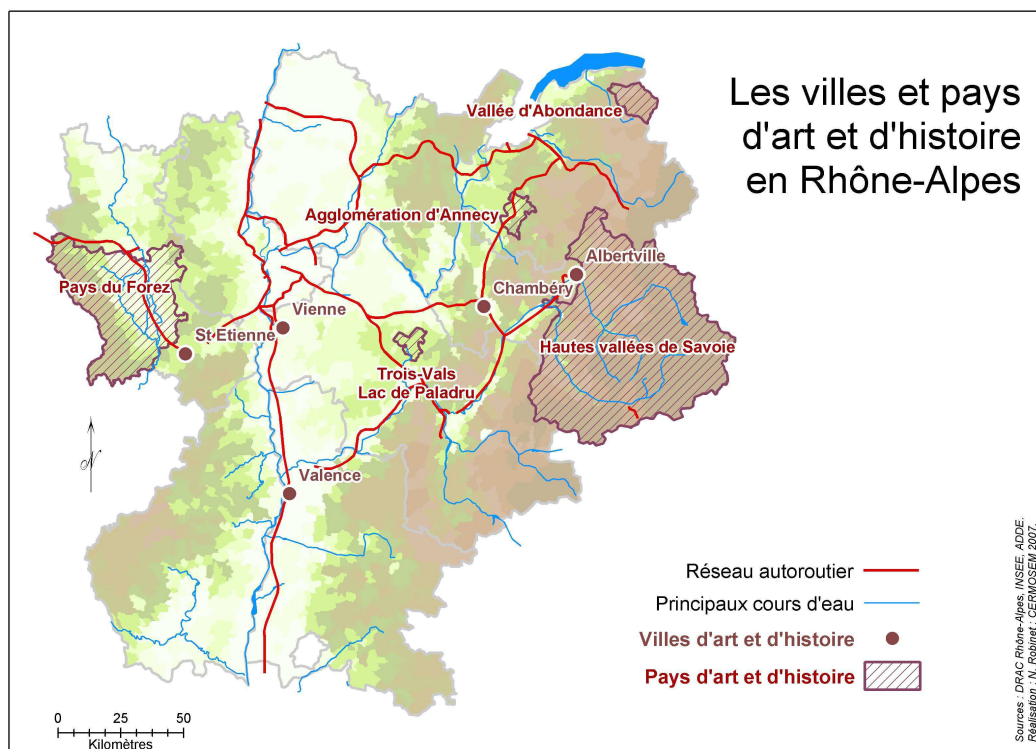 Les villes et pays
d'art et d'histoire
en Rhône-Alpes
Vallée d'Abondance
Agglomération d'Annecy
Albertville
Pays du Forez
Chambéry
Vienne
St Etienne
Hautes vallées de Savoie
Trois-Vals
Lac de Paladru
N
Valence
Réseau autoroutier
Principaux cours d'eau
Villes d'art et d'histoire
Pays d'art et d'histoire
0 25 50
Kilomètres
Sources : DRAC Rhône-Alpes, INSEE, ADDE.
Réalisation : N. Robinet ; CERMOSEM 2007.